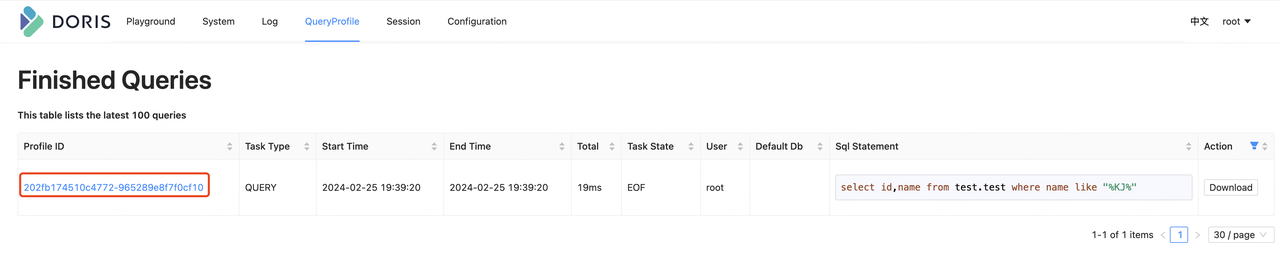 DORIS Playground System Log QueryProfile Session Configuration 中文 root
Finished Queries
This table lists the latest 100 queries
Profile ID Task Type Start Time End Time Total Task State User Default Db Sql Statement Action
202fb174510c4772-965289e8f7f0cf10 QUERY 2024-02-25 19:39:20 2024-02-25 19:39:20 19ms EOF root select id,name from test.test where name like "%KJ%" Download
1-1 of 1 items < 1 > 30 / page